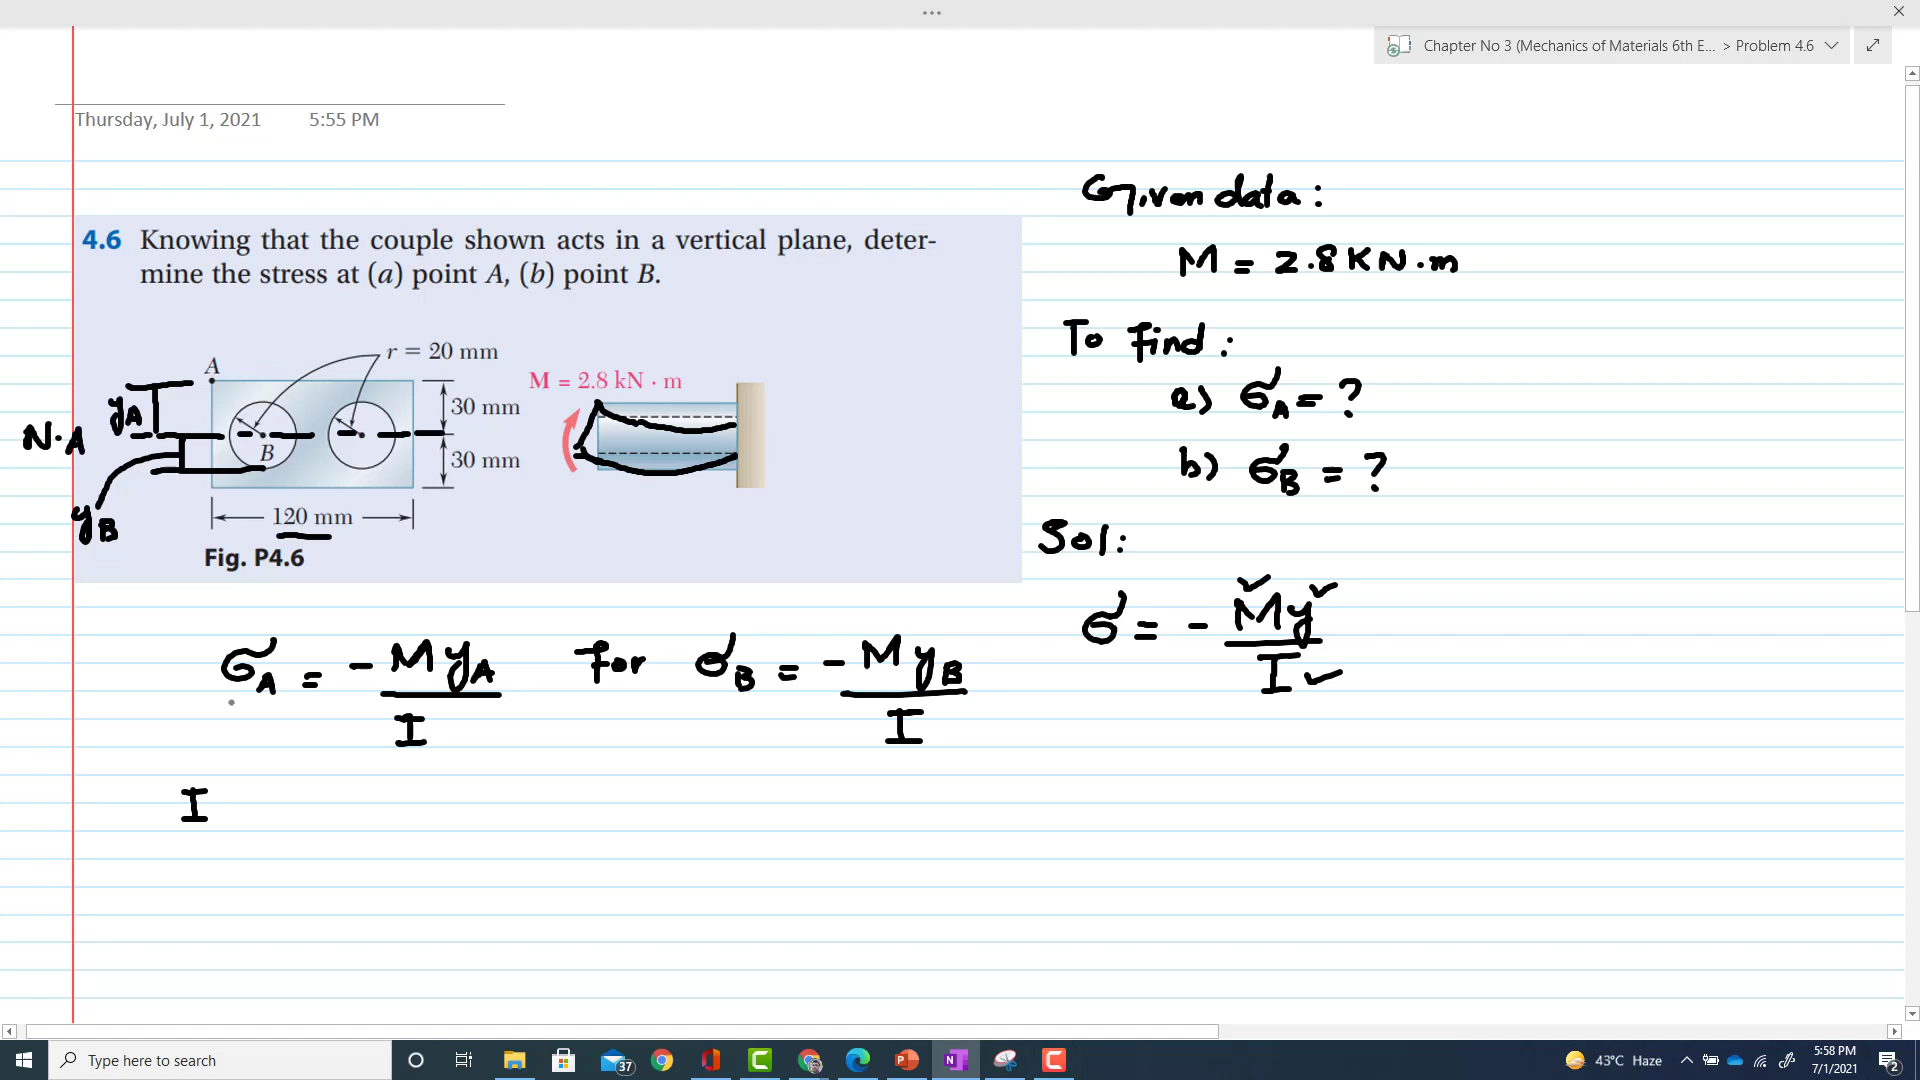 Chapter No 3 (Mechanics of Materials 6th E... > Problem 4.6
Thursday, July 1, 2021 5:55 PM
4.6 Knowing that the couple shown acts in a vertical plane, deter-
mine the stress at (a) point A, (b) point B.
A
r = 20 mm
M = 2.8 kN · m
30 mm
B
30 mm
120 mm
Fig. P4.6
yA
N.A
yB
Given data:
M = 2.8 KN.m
To Find:
a) σA = ?
b) σB = ?
Sol:
σ = - My
I
σA = - MyA For σB = - MyB
I I
I
Type here to search
37
43°C Haze
5:58 PM
7/1/2021
2